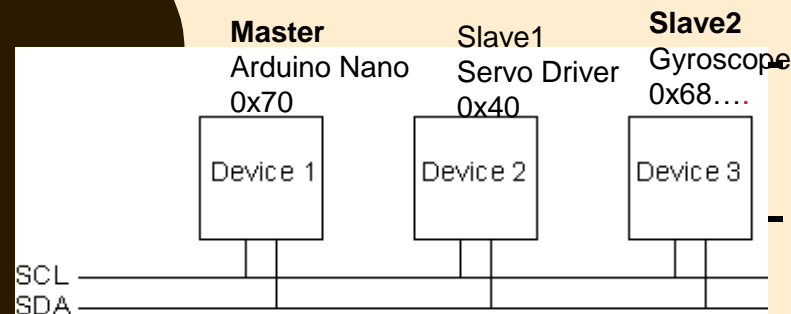 Master
Arduino Nano
0x70
Slave1
Servo Driver
0x40
Slave2
Gyroscope
0x68….
Device 1
Device 2
Device 3
SCL
SDA